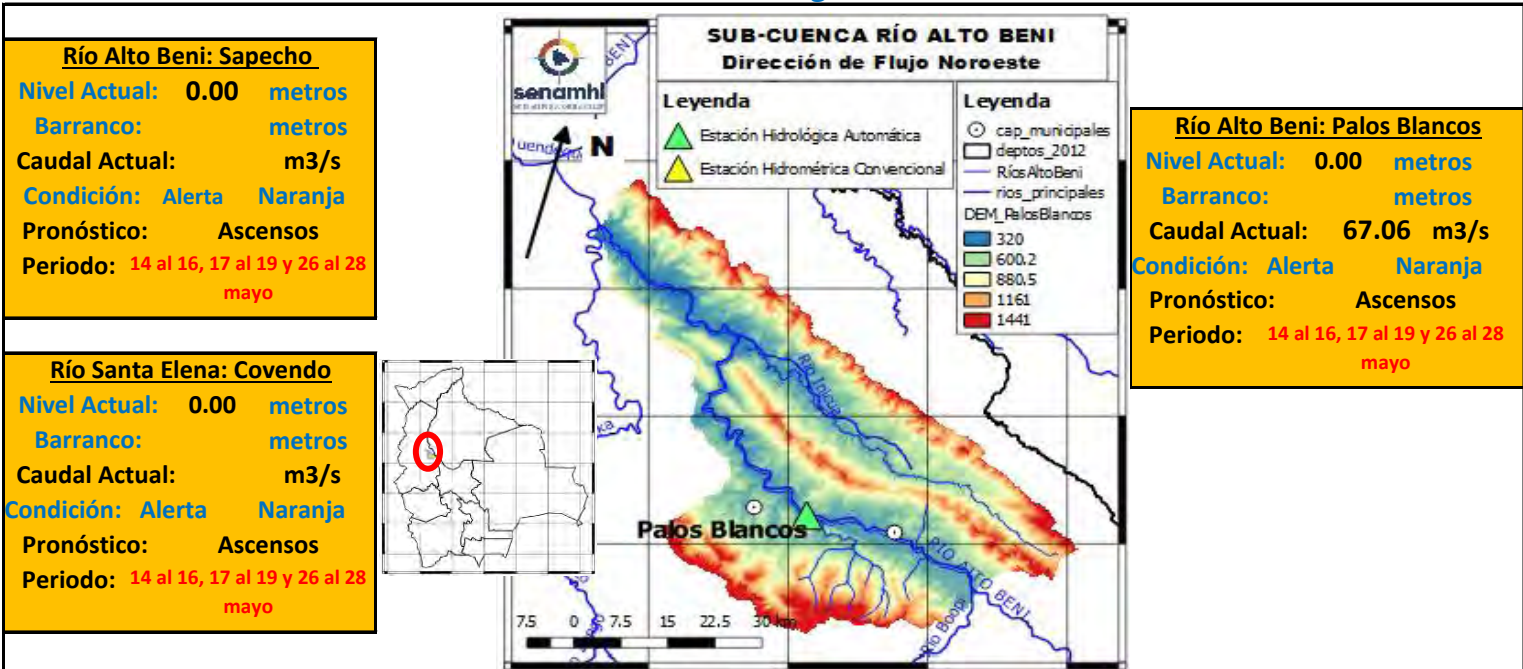 Río Alto Beni: Sapecho
Nivel Actual: 0.00 metros
Barranco: metros
Caudal Actual: m3/s
Condición: Alerta Naranja
Pronóstico: Ascensos
Periodo: 14 al 16, 17 al 19 y 26 al 28
mayo
Río Santa Elena: Covendo
Nivel Actual: 0.00 metros
Barranco: metros
Caudal Actual: m3/s
Condición: Alerta Naranja
Pronóstico: Ascensos
Periodo: 14 al 16, 17 al 19 y 26 al 28
mayo
senamhi
SUB-CUENCA RÍO ALTO BENI
Dirección de Flujo Noroeste
Leyenda
Estación Hidrológica Automática
Estación Hidrométrica Convencional
Leyenda
cap_municipales
deptos_2012
RíosAltoBeni
rios_principales
DEM_PalosBlancos
320
600.2
880.5
1161
1441
BENI
N
Río Inicua
Palos Blancos
RIO ALTO BENI
Río Boopi
7.5 0 7.5 15 22.5 30 km
Río Alto Beni: Palos Blancos
Nivel Actual: 0.00 metros
Barranco: metros
Caudal Actual: 67.06 m3/s
Condición: Alerta Naranja
Pronóstico: Ascensos
Periodo: 14 al 16, 17 al 19 y 26 al 28
mayo